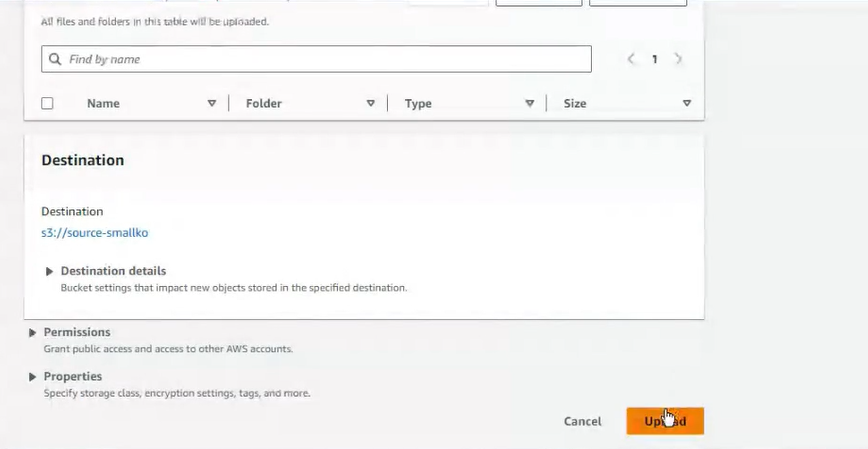 All files and folders in this table will be uploaded.
Find by name
1
Name Folder Type Size
Destination
Destination
s3://source-smallko
Destination details
Bucket settings that impact new objects stored in the specified destination.
Permissions
Grant public access and access to other AWS accounts.
Properties
Specify storage class, encryption settings, tags, and more.
Cancel Upload